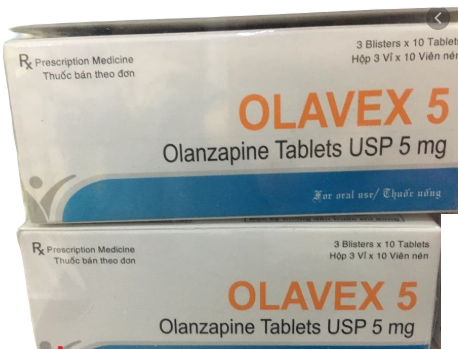 Rx Prescription Medicine
Thuốc bán theo đơn
3 Blisters x 10 Tablets
Hộp 3 Vỉ x 10 Viên nén
OLAVEX 5
Olanzapine Tablets USP 5 mg
For oral use/ Thuốc uống
Rx Prescription Medicine
Thuốc bán theo đơn
3 Blisters x 10 Tablets
Hộp 3 Vỉ x 10 Viên nén
OLAVEX 5
Olanzapine Tablets USP 5 mg